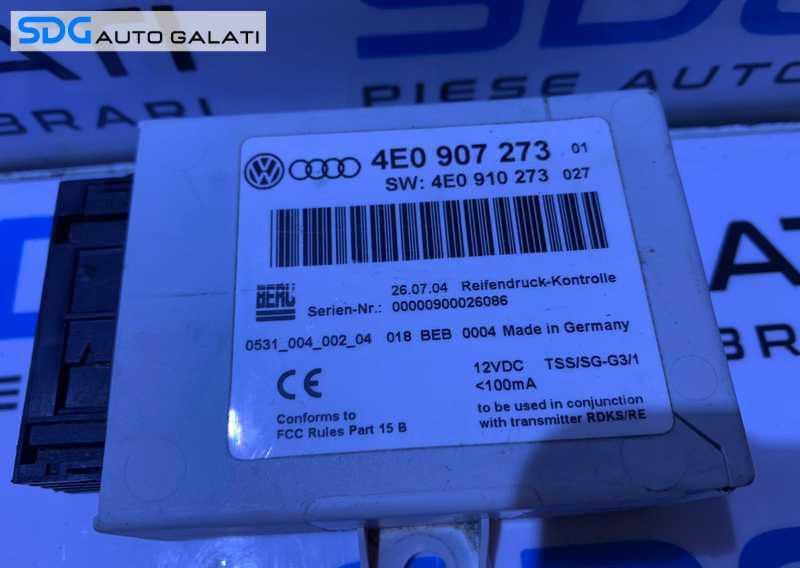 SDG AUTO GALATI
PIESE AUTO
4E0 907 273 01
SW: 4E0 910 273 027
BERU
26.07.04 Reifendruck-Kontrolle
Serien-Nr.: 00000900026086
0531_004_002_04 018 BEB 0004 Made in Germany
12VDC TSS/SG-G3/1
<100mA
CE
Conforms to
FCC Rules Part 15 B
to be used in conjunction
with transmitter RDKS/RE